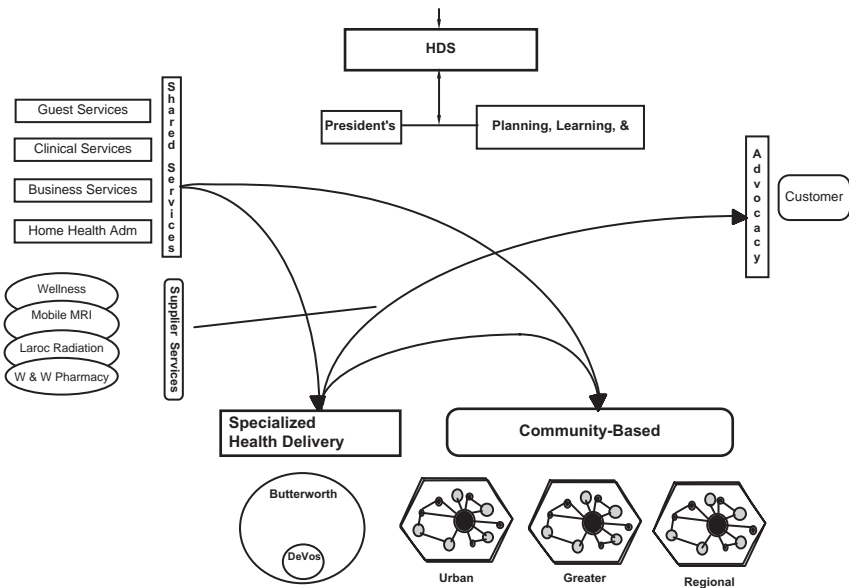 HDS
President's
Planning, Learning, &
Shared Services
Guest Services
Clinical Services
Business Services
Home Health Adm
Advocacy
Customer
Supplier Services
Wellness
Mobile MRI
Laroc Radiation
W & W Pharmacy
Specialized
Health Delivery
Community-Based
Butterworth
DeVos
Urban
Greater
Regional